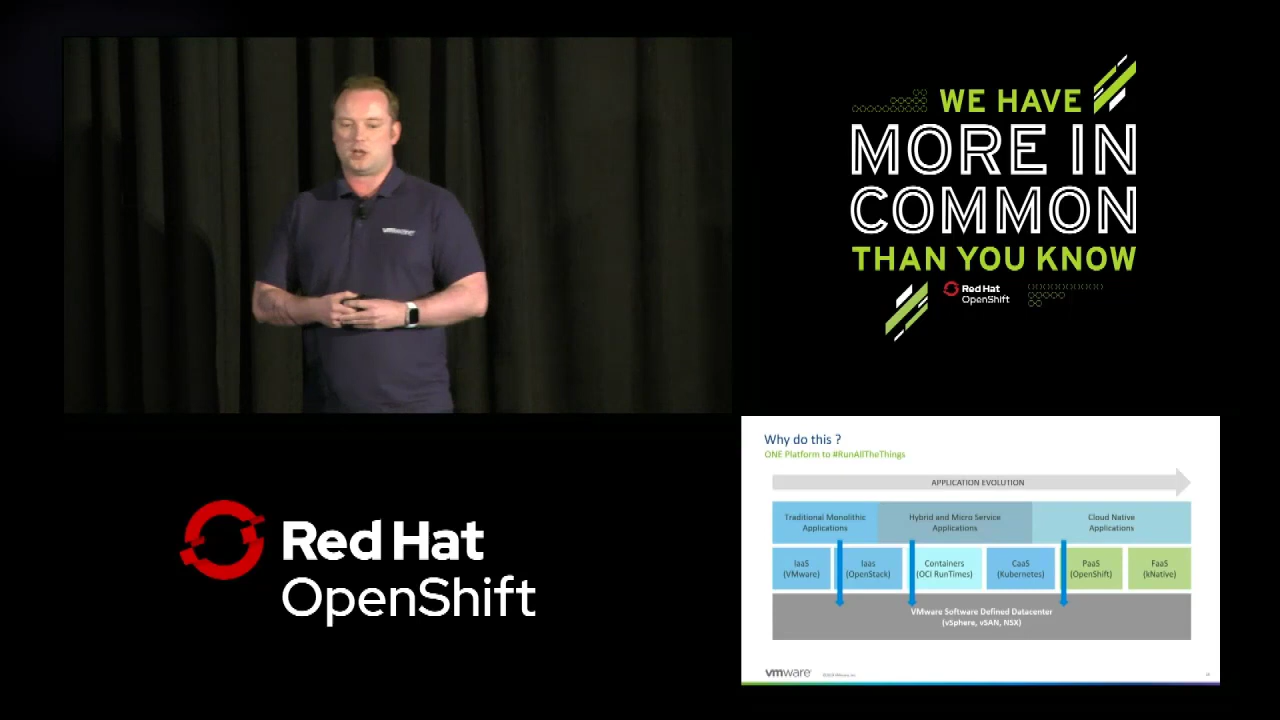 vmware
WE HAVE
MORE IN
COMMON
THAN YOU KNOW
Red Hat
OpenShift
Red Hat
OpenShift
Why do this ?
ONE Platform to #RunAllTheThings
APPLICATION EVOLUTION
Traditional Monolithic
Applications
Hybrid and Micro Service
Applications
Cloud Native
Applications
IaaS
(VMware)
Iaas
(OpenStack)
Containers
(OCI RunTimes)
CaaS
(Kubernetes)
PaaS
(OpenShift)
FaaS
(kNative)
VMware Software Defined Datacenter
(vSphere, vSAN, NSX)
vmware